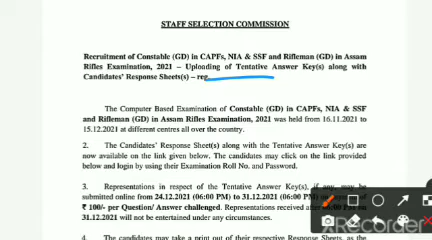 STAFF SELECTION COMMISSION
Recruitment of Constable (GD) in CAPFs, NIA & SSF and Rifleman (GD) in Assam
Rifles Examination, 2021 – Uploading of Tentative Answer Key(s) along with
Candidates' Response Sheets(s) – reg.
The Computer Based Examination of Constable (GD) in CAPFs, NIA & SSF
and Rifleman (GD) in Assam Rifles Examination, 2021 was held from 16.11.2021 to
15.12.2021 at different centres all over the country.
2. The Candidates' Response Sheet(s) along with the Tentative Answer Key(s) are
now available on the link given below. The candidates may click on the link provided
below and login by using their Examination Roll No. and Password.
3. Representations in respect of the Tentative Answer Key(s), if any, may be
submitted online from 24.12.2021 (06:00 PM) to 31.12.2021 (06:00
₹ 100/- per Question/ Answer challenged. Representations received after PM
31.12.2021 will not be entertained under any circumstances.
4. The candidates may take a print out of their respective Response Sheets, as the